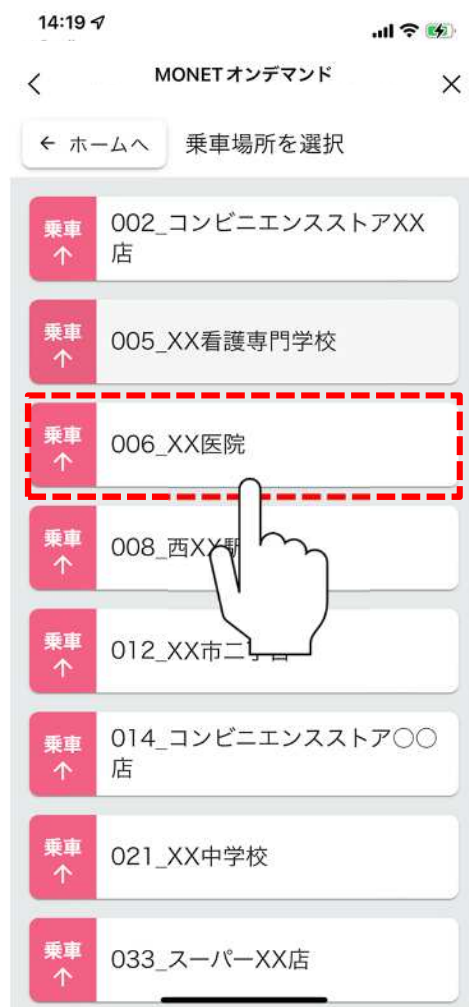 14:19
MONETオンデマンド
← ホームへ
乗車場所を選択
乗車
↑
002_コンビニエンスストアXX
店
乗車
↑
005_XX看護専門学校
乗車
↑
006_XX医院
乗車
↑
008_西XX駅
乗車
↑
012_XX市二丁目
乗車
↑
014_コンビニエンスストア○○
店
乗車
↑
021_XX中学校
乗車
↑
033_スーパーXX店